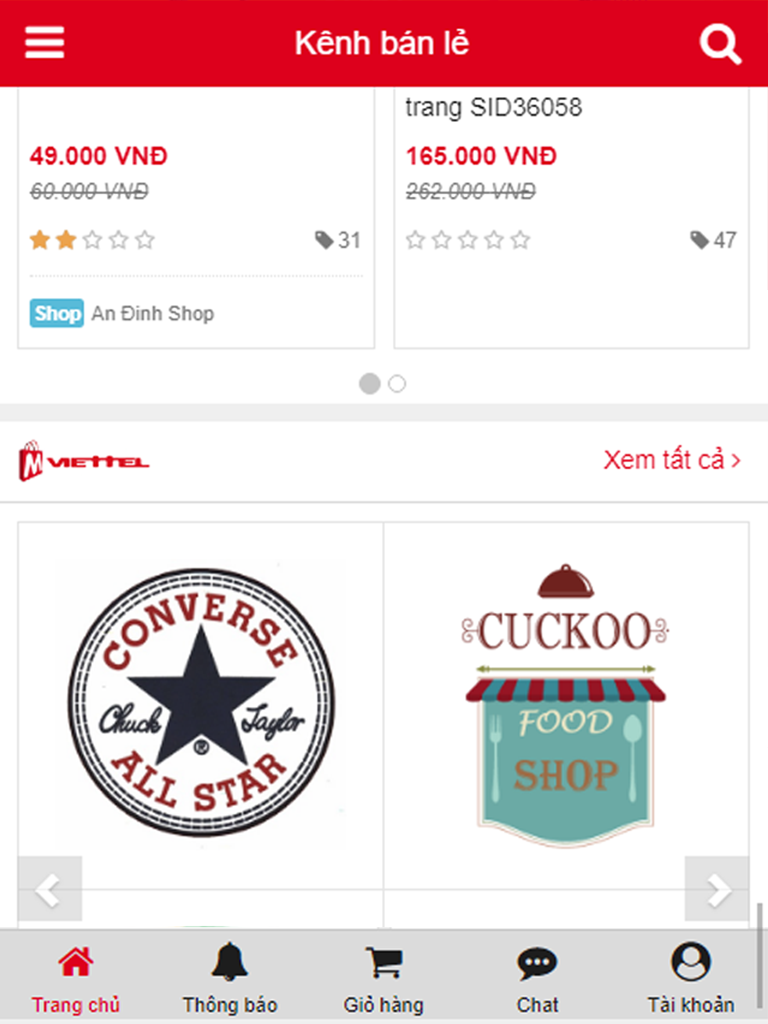 Kênh bán lẻ
trang SID36058
49.000 VNĐ
165.000 VNĐ
60.000 VNĐ
262.000 VNĐ
31
47
Shop An Đinh Shop
M VIETTEL
Xem tất cả
CONVERSE
Chuck Taylor
®
ALL STAR
CUCKOO
FOOD
SHOP
Trang chủ
Thông báo
Giỏ hàng
Chat
Tài khoản